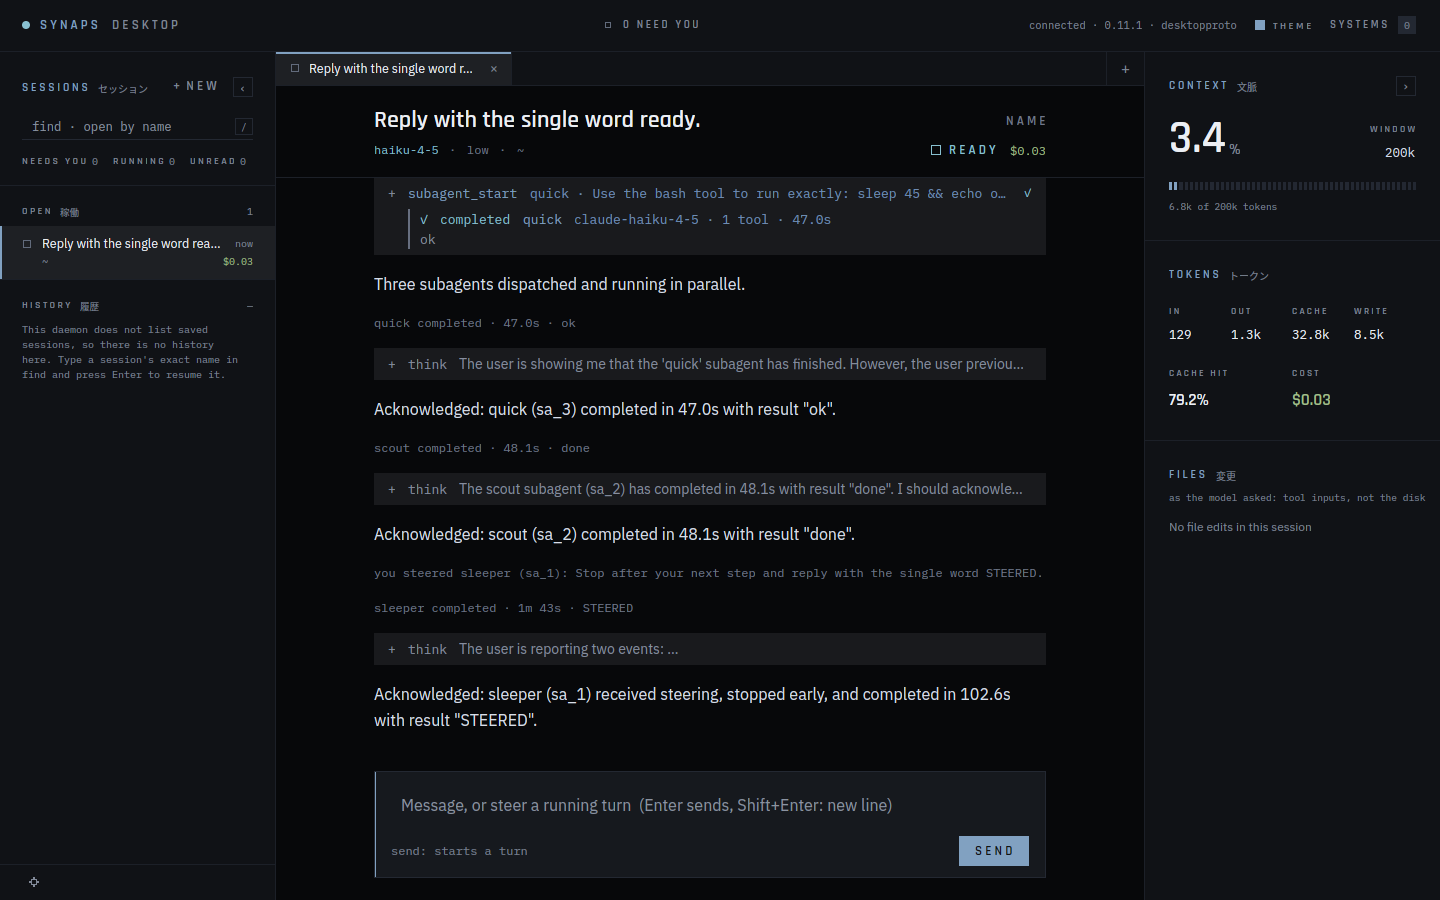 SYNAPS DESKTOP
0 NEED YOU
connected · 0.11.1 · desktopproto
THEME
SYSTEMS 0
SESSIONS セッション
+ NEW
‹
find · open by name
/
NEEDS YOU 0 RUNNING 0 UNREAD 0
OPEN 稼働 1
Reply with the single word rea... now
~ $0.03
HISTORY 履歴 —
This daemon does not list saved
sessions, so there is no history
here. Type a session's exact name in
find and press Enter to resume it.
Reply with the single word r... ×
+
Reply with the single word ready.
NAME
haiku-4-5 · low · ~
READY $0.03
+ subagent_start quick · Use the bash tool to run exactly: sleep 45 && echo o… ✓
✓ completed quick claude-haiku-4-5 · 1 tool · 47.0s
ok
Three subagents dispatched and running in parallel.
quick completed · 47.0s · ok
+ think The user is showing me that the 'quick' subagent has finished. However, the user previou...
Acknowledged: quick (sa_3) completed in 47.0s with result "ok".
scout completed · 48.1s · done
+ think The scout subagent (sa_2) has completed in 48.1s with result "done". I should acknowle...
Acknowledged: scout (sa_2) completed in 48.1s with result "done".
you steered sleeper (sa_1): Stop after your next step and reply with the single word STEERED.
sleeper completed · 1m 43s · STEERED
+ think The user is reporting two events: ...
Acknowledged: sleeper (sa_1) received steering, stopped early, and completed in 102.6s
with result "STEERED".
Message, or steer a running turn (Enter sends, Shift+Enter: new line)
send: starts a turn
SEND
CONTEXT 文脈
›
3.4%
WINDOW
200k
6.8k of 200k tokens
TOKENS トークン
IN OUT CACHE WRITE
129 1.3k 32.8k 8.5k
CACHE HIT COST
79.2% $0.03
FILES 変更
as the model asked: tool inputs, not the disk
No file edits in this session